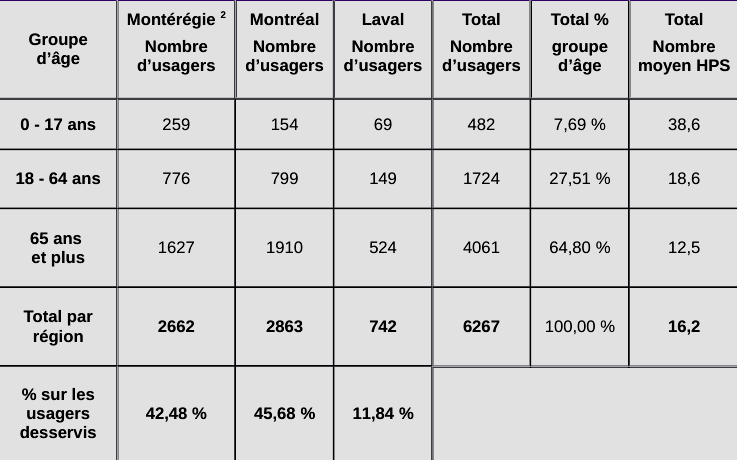 Groupe d'âge | Montérégie ² Nombre d'usagers | Montréal Nombre d'usagers | Laval Nombre d'usagers | Total Nombre d'usagers | Total % groupe d'âge | Total Nombre moyen HPS
0 - 17 ans | 259 | 154 | 69 | 482 | 7,69 % | 38,6
18 - 64 ans | 776 | 799 | 149 | 1724 | 27,51 % | 18,6
65 ans et plus | 1627 | 1910 | 524 | 4061 | 64,80 % | 12,5
Total par région | 2662 | 2863 | 742 | 6267 | 100,00 % | 16,2
% sur les usagers desservis | 42,48 % | 45,68 % | 11,84 %